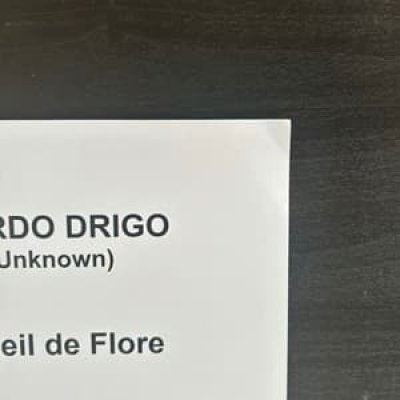 RDO DRIGO
Unknown)
eil de Flore